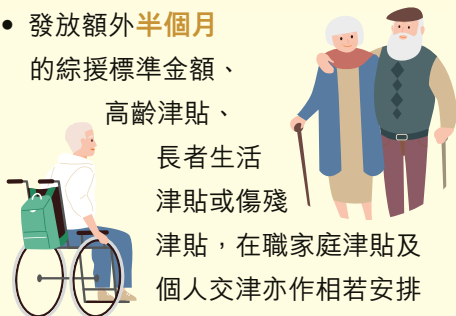 • 發放額外半個月
的綜援標準金額、
高齡津貼、
長者生活
津貼或傷殘
津貼，在職家庭津貼及
個人交津亦作相若安排